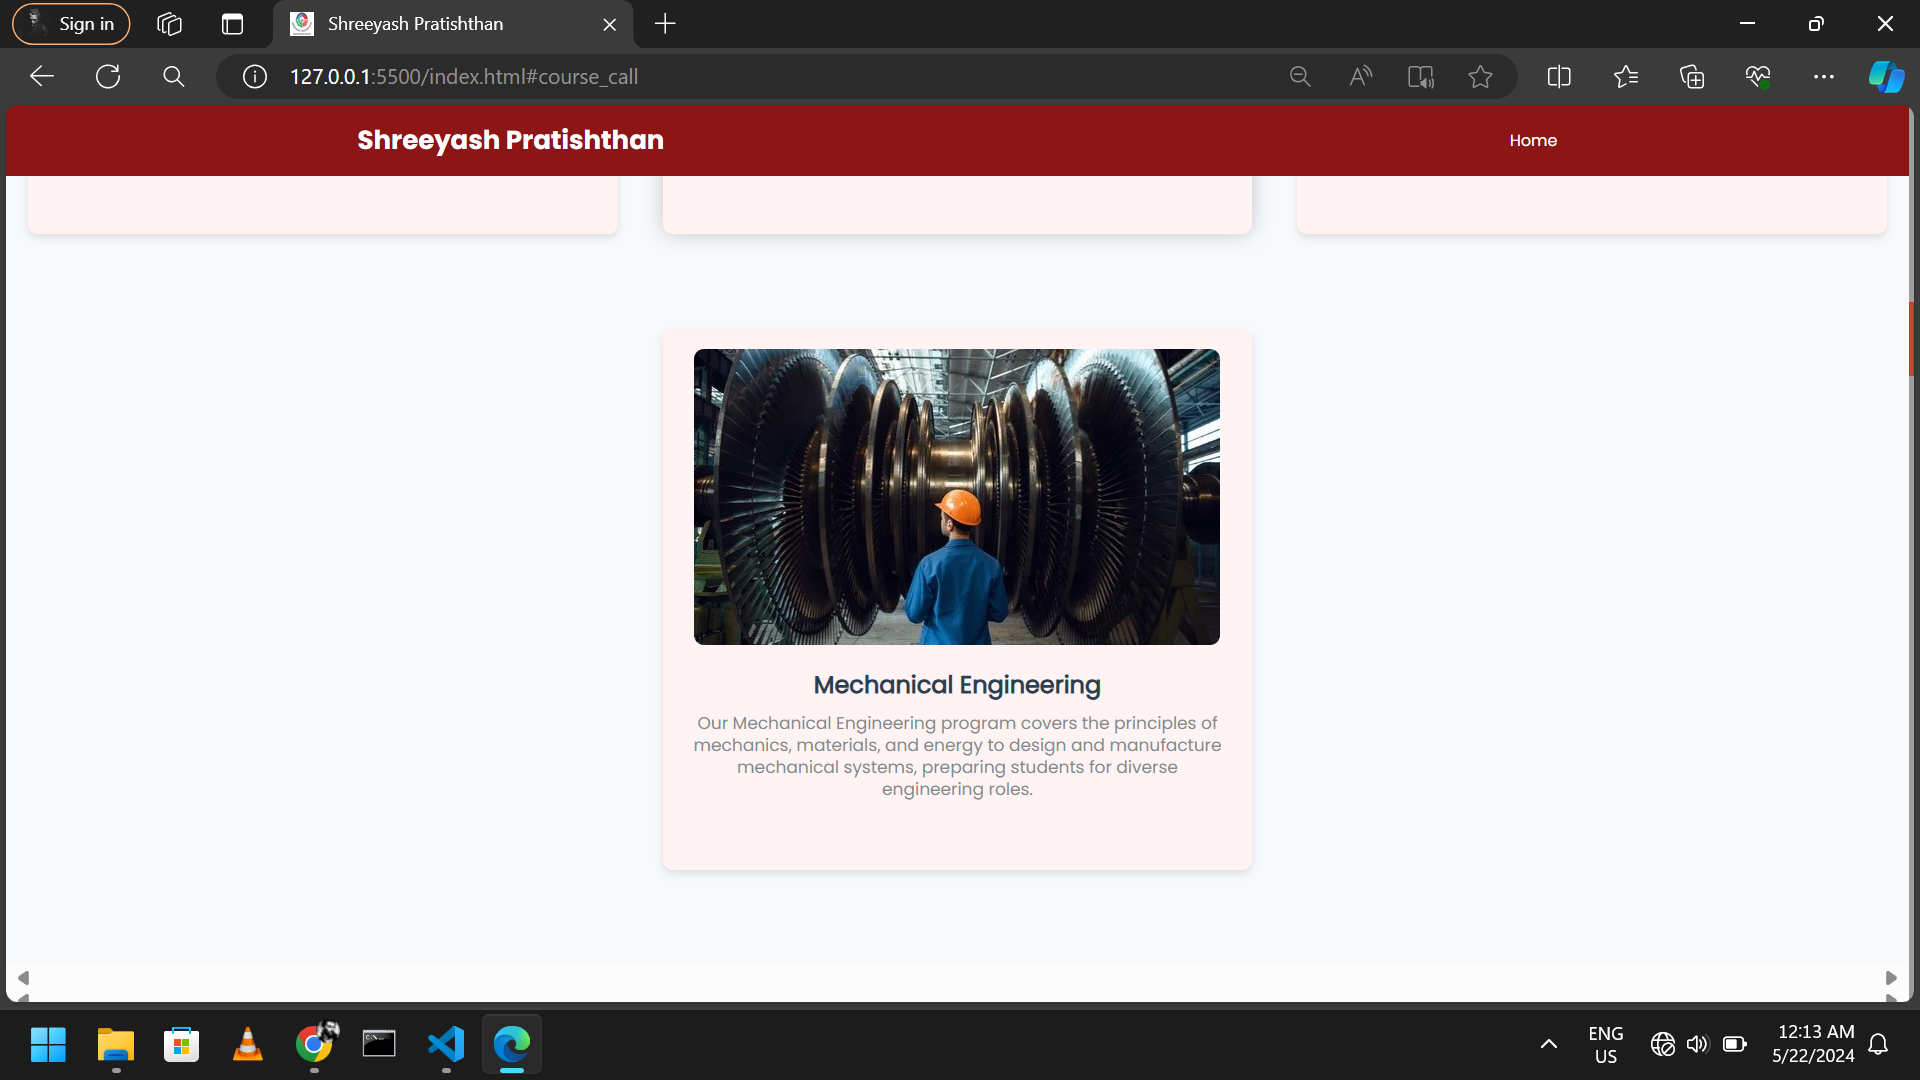 Sign in
Shreeyash Pratishthan
127.0.0.1:5500/index.html#course_call
Shreeyash Pratishthan
Home
Mechanical Engineering
Our Mechanical Engineering program covers the principles of
mechanics, materials, and energy to design and manufacture
mechanical systems, preparing students for diverse
engineering roles.
ENG
US
12:13 AM
5/22/2024